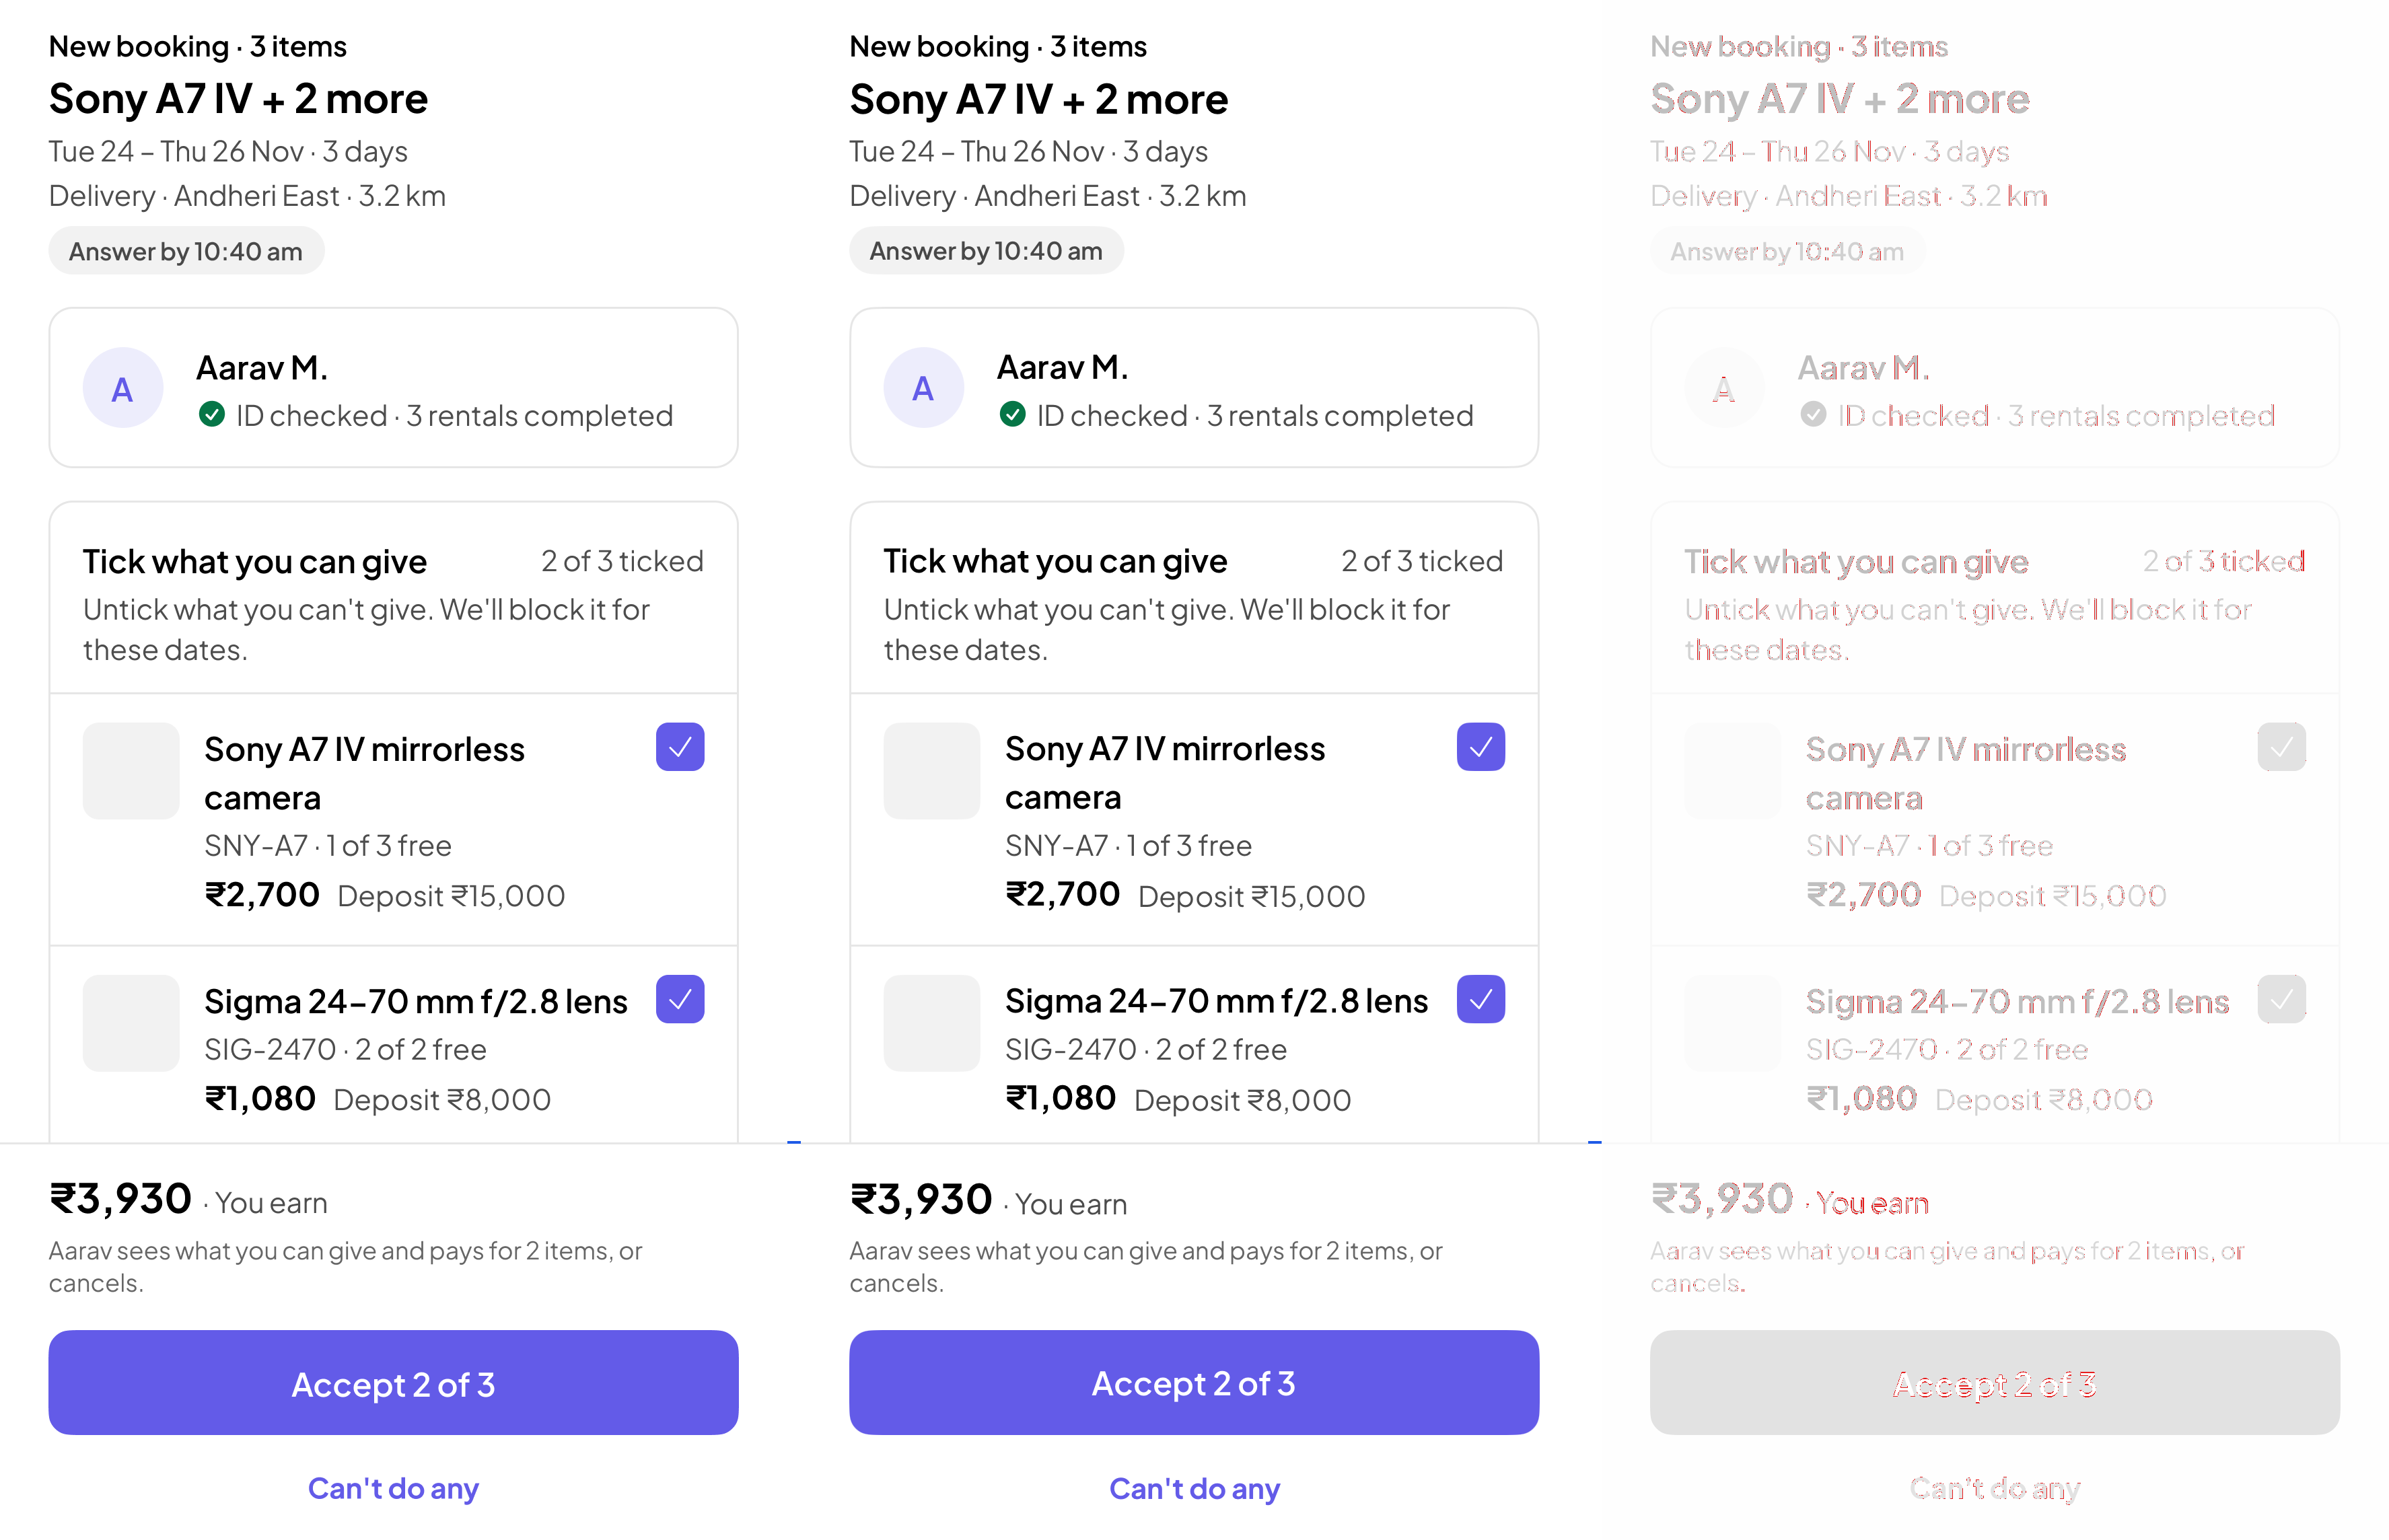 New booking · 3 items
Sony A7 IV + 2 more
Tue 24 – Thu 26 Nov · 3 days
Delivery · Andheri East · 3.2 km
Answer by 10:40 am
A
Aarav M.
ID checked · 3 rentals completed
Tick what you can give
2 of 3 ticked
Untick what you can't give. We'll block it for
these dates.
Sony A7 IV mirrorless
camera
SNY-A7 · 1 of 3 free
₹2,700 Deposit ₹15,000
Sigma 24–70 mm f/2.8 lens
SIG-2470 · 2 of 2 free
₹1,080 Deposit ₹8,000
₹3,930 · You earn
Aarav sees what you can give and pays for 2 items, or
cancels.
Accept 2 of 3
Can't do any
New booking · 3 items
Sony A7 IV + 2 more
Tue 24 – Thu 26 Nov · 3 days
Delivery · Andheri East · 3.2 km
Answer by 10:40 am
A
Aarav M.
ID checked · 3 rentals completed
Tick what you can give
2 of 3 ticked
Untick what you can't give. We'll block it for
these dates.
Sony A7 IV mirrorless
camera
SNY-A7 · 1 of 3 free
₹2,700 Deposit ₹15,000
Sigma 24–70 mm f/2.8 lens
SIG-2470 · 2 of 2 free
₹1,080 Deposit ₹8,000
₹3,930 · You earn
Aarav sees what you can give and pays for 2 items, or
cancels.
Accept 2 of 3
Can't do any
New booking · 3 items
Sony A7 IV + 2 more
Tue 24 – Thu 26 Nov · 3 days
Delivery · Andheri East · 3.2 km
Answer by 10:40 am
A
Aarav M.
ID checked · 3 rentals completed
Tick what you can give
2 of 3 ticked
Untick what you can't give. We'll block it for
these dates.
Sony A7 IV mirrorless
camera
SNY-A7 · 1 of 3 free
₹2,700 Deposit ₹15,000
Sigma 24–70 mm f/2.8 lens
SIG-2470 · 2 of 2 free
₹1,080 Deposit ₹8,000
₹3,930 · You earn
Aarav sees what you can give and pays for 2 items, or
cancels.
Accept 2 of 3
Can't do any